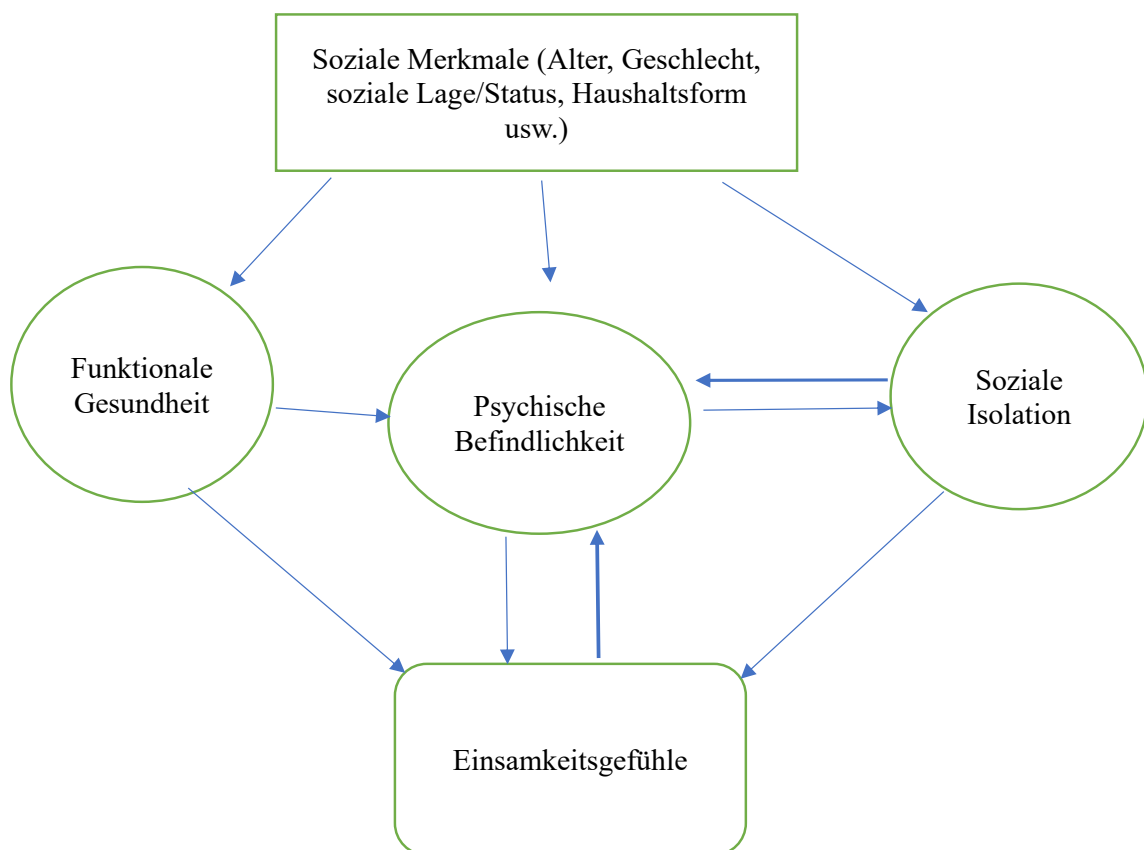 Soziale Merkmale (Alter, Geschlecht,
soziale Lage/Status, Haushaltsform
usw.)
Funktionale
Gesundheit
Psychische
Befindlichkeit
Soziale
Isolation
Einsamkeitsgefühle